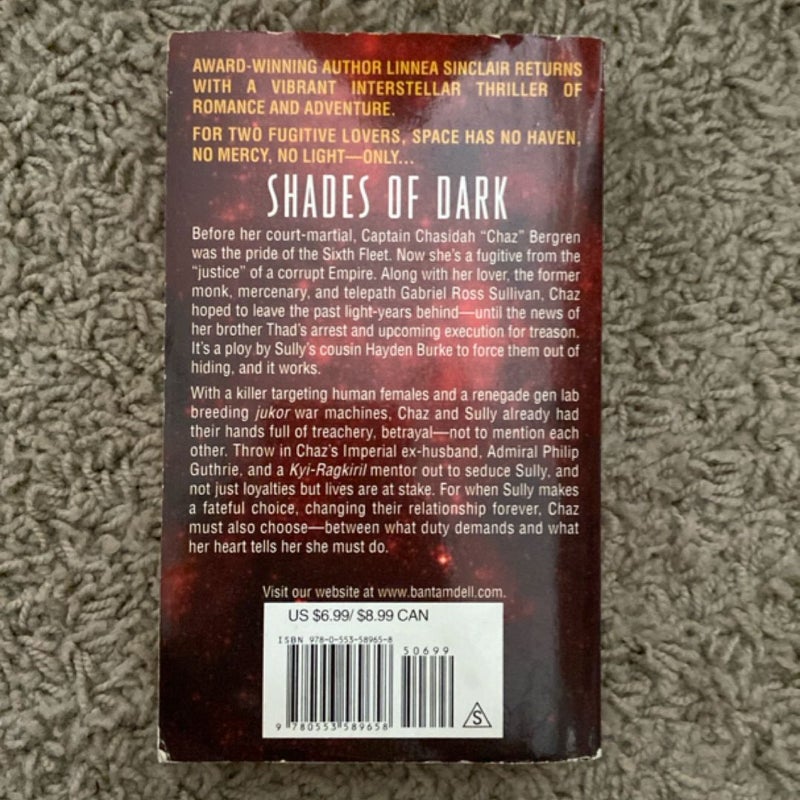 AWARD-WINNING AUTHOR LINNEA SINCLAIR RETURNS
WITH A VIBRANT INTERSTELLAR THRILLER OF
ROMANCE AND ADVENTURE.
FOR TWO FUGITIVE LOVERS, SPACE HAS NO HAVEN,
NO MERCY, NO LIGHT—ONLY...
SHADES OF DARK
Before her court-martial, Captain Chasidah “Chaz” Bergren
was the pride of the Sixth Fleet. Now she’s a fugitive from the
“justice” of a corrupt Empire. Along with her lover, the former
monk, mercenary, and telepath Gabriel Ross Sullivan, Chaz
hoped to leave the past light-years behind—until the news of
her brother Thad’s arrest and upcoming execution for treason.
It’s a ploy by Sully’s cousin Hayden Burke to force them out of
hiding, and it works.
With a killer targeting human females and a renegade gen lab
breeding jukor war machines, Chaz and Sully already had
their hands full of treachery, betrayal—not to mention each
other. Throw in Chaz’s Imperial ex-husband, Admiral Philip
Guthrie, and a Kyi-Ragkiril mentor out to seduce Sully, and
not just loyalties but lives are at stake. For when Sully makes
a fateful choice, changing their relationship forever, Chaz
must also choose—between what duty demands and what
her heart tells her she must do.
Visit our website at www.bantamdell.com.
US $6.99/ $8.99 CAN
ISBN 978-0-553-58965-8
50699
9 780553 589658
S